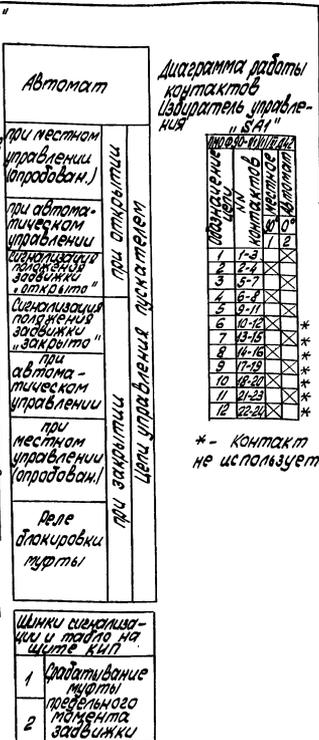 Автомат
при местном
управлении
(опробован.)
при автома-
тическом
управлении
Сигнализация
положения
задвижки
„открыто"
Сигнализация
положения
задвижки
„закрыто"
при
автома-
тическом
управлении
при
местном
управлении
(опробован.)
Реле
блокировки
муфты
при открытии
при закрытии
Цепи управления пускателем
Шинки сигнализа-
ции и табло на
щите КИП
1 Срабатывание
муфты
предельного
2 момента
задвижки
Диаграмма работы
контактов
Избиратель управле-
ния „SA1"
Обозначение
цепи
NN
контактов
местное
автомат
90° 0°
1 2
1 1-3
2 2-4
3 5-7
4 6-8
5 9-11
6 10-12 *
7 13-15 *
8 14-16 *
9 17-19 *
10 18-20 *
11 21-23 *
12 22-24 *
*- контакт
не использует